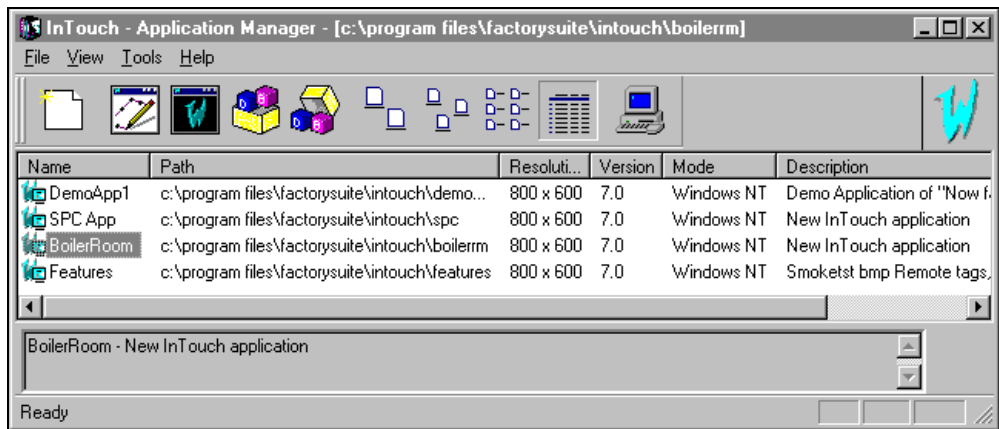 InTouch - Application Manager - [c:\program files\factorysuite\intouch\boilerrm]
File View Tools Help
Name Path Resoluti... Version Mode Description
DemoApp1 c:\program files\factorysuite\intouch\demo... 800 x 600 7.0 Windows NT Demo Application of "Now f
SPC App c:\program files\factorysuite\intouch\spc 800 x 600 7.0 Windows NT New InTouch application
BoilerRoom c:\program files\factorysuite\intouch\boilerrm 800 x 600 7.0 Windows NT New InTouch application
Features c:\program files\factorysuite\intouch\features 800 x 600 7.0 Windows NT Smoketst bmp Remote tags,
BoilerRoom - New InTouch application
Ready